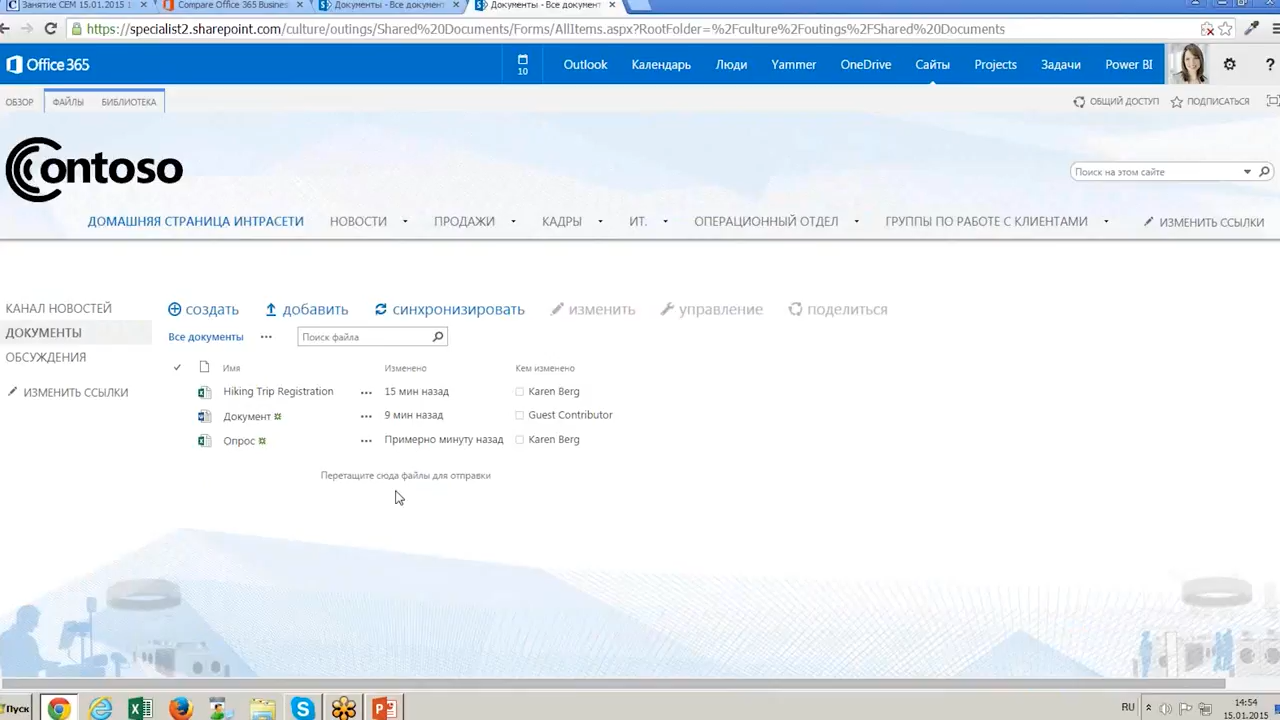 Занятие СЕМ 15.01.2015 1
Compare Office 365 Business
Документы - Все документ
Документы - Все документ
https://specialist2.sharepoint.com/culture/outings/Shared%20Documents/Forms/AllItems.aspx?RootFolder=%2Fculture%2Foutings%2FShared%20Documents
Office 365
10
Outlook
Календарь
Люди
Yammer
OneDrive
Сайты
Projects
Задачи
Power BI
?
ОБЗОР
ФАЙЛЫ
БИБЛИОТЕКА
ОБЩИЙ ДОСТУП
ПОДПИСАТЬСЯ
Contoso
Поиск на этом сайте
ДОМАШНЯЯ СТРАНИЦА ИНТРАСЕТИ
НОВОСТИ
ПРОДАЖИ
КАДРЫ
ИТ.
ОПЕРАЦИОННЫЙ ОТДЕЛ
ГРУППЫ ПО РАБОТЕ С КЛИЕНТАМИ
ИЗМЕНИТЬ ССЫЛКИ
КАНАЛ НОВОСТЕЙ
ДОКУМЕНТЫ
ОБСУЖДЕНИЯ
ИЗМЕНИТЬ ССЫЛКИ
создать
добавить
синхронизировать
изменить
управление
поделиться
Все документы
...
Поиск файла
Имя
Изменено
Кем изменено
Hiking Trip Registration ... 15 мин назад Karen Berg
Документ ... 9 мин назад Guest Contributor
Опрос ... Примерно минуту назад Karen Berg
Перетащите сюда файлы для отправки
Пуск
RU
14:54
15.01.2015